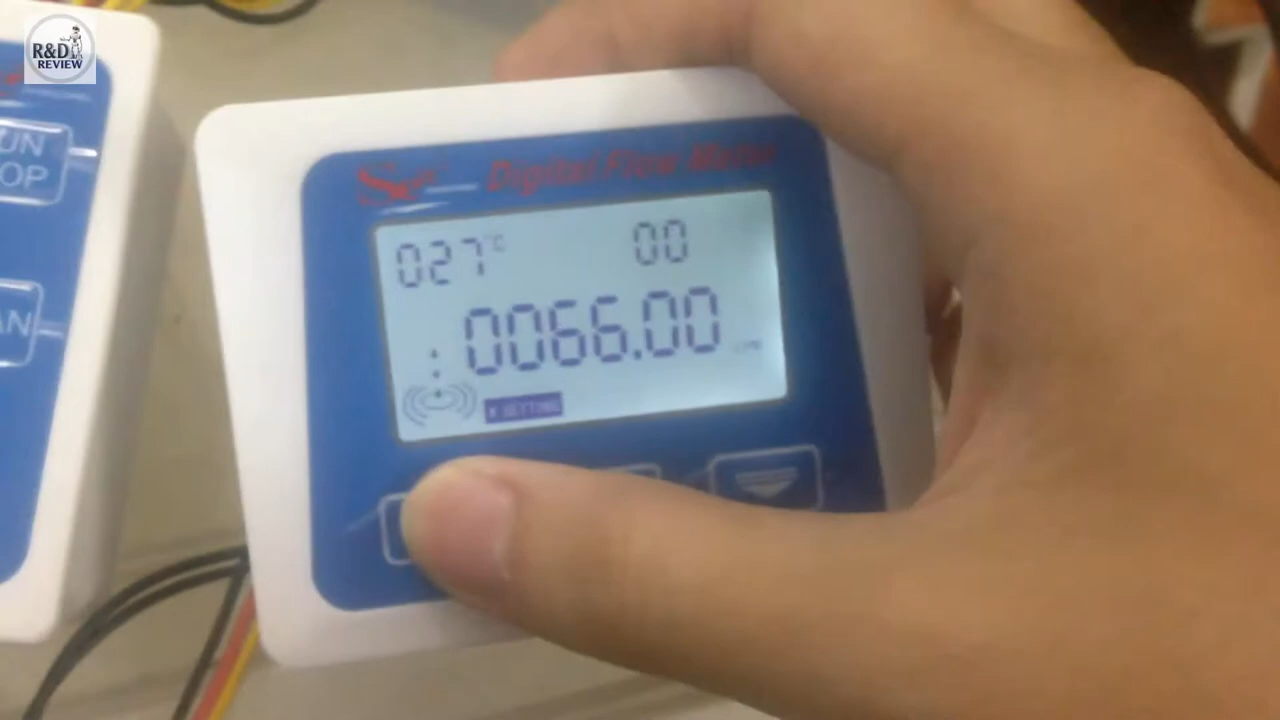 R&D
REVIEW
UN
OP
AN
Digital Flow Meter
027°C
00
0066.00
SETTING